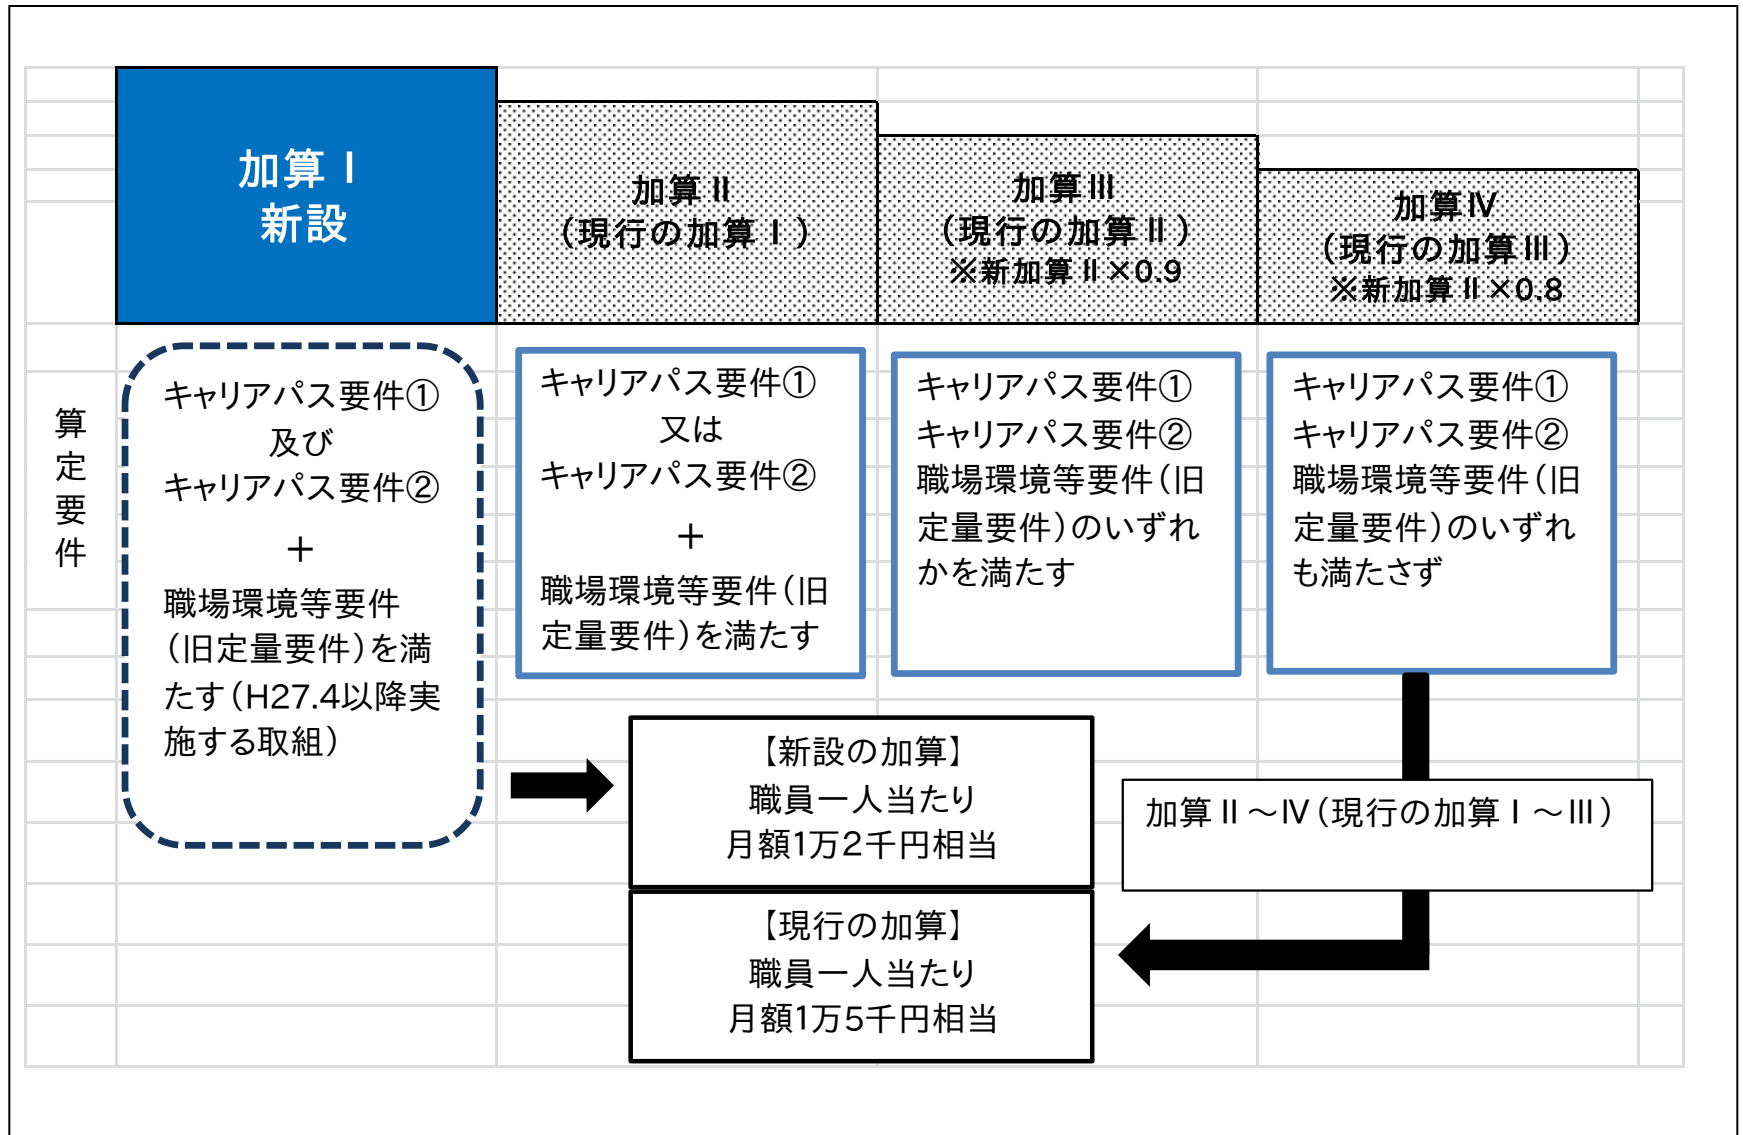 加算Ⅰ
新設
加算Ⅱ
（現行の加算Ⅰ）
加算Ⅲ
（現行の加算Ⅱ）
※新加算Ⅱ×0.9
加算Ⅳ
（現行の加算Ⅲ）
※新加算Ⅱ×0.8
算定要件
キャリアパス要件①
及び
キャリアパス要件②
＋
職場環境等要件
（旧定量要件）を満
たす（H27.4以降実
施する取組）
キャリアパス要件①
又は
キャリアパス要件②
＋
職場環境等要件（旧
定量要件）を満たす
キャリアパス要件①
キャリアパス要件②
職場環境等要件（旧
定量要件）のいずれ
かを満たす
キャリアパス要件①
キャリアパス要件②
職場環境等要件（旧
定量要件）のいずれ
も満たさず
【新設の加算】
職員一人当たり
月額1万2千円相当
加算Ⅱ～Ⅳ（現行の加算Ⅰ～Ⅲ）
【現行の加算】
職員一人当たり
月額1万5千円相当